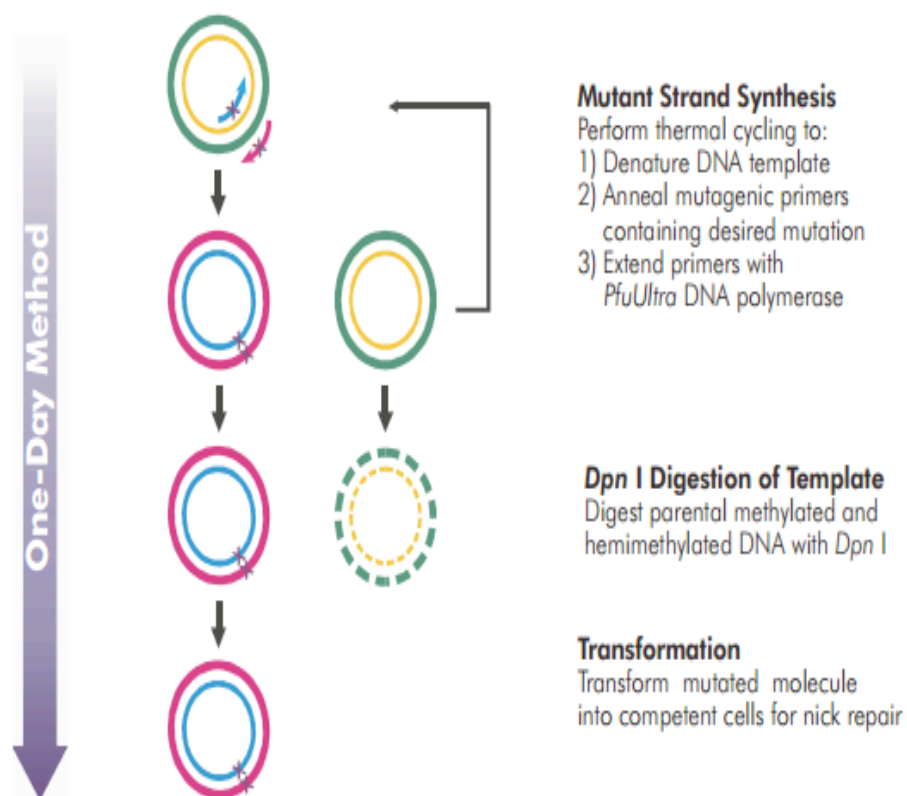 One-Day Method
Mutant Strand Synthesis
Perform thermal cycling to:
1) Denature DNA template
2) Anneal mutagenic primers
containing desired mutation
3) Extend primers with
PfuUltra DNA polymerase
Dpn I Digestion of Template
Digest parental methylated and
hemimethylated DNA with Dpn I
Transformation
Transform mutated molecule
into competent cells for nick repair